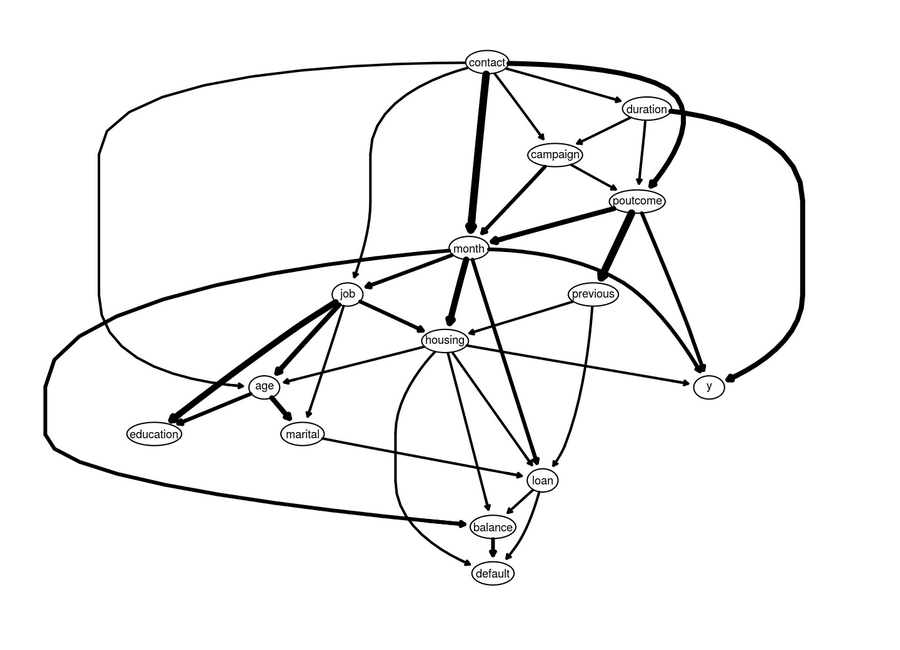 contact
duration
campaign
poutcome
month
job
previous
housing
age
y
education
marital
loan
balance
default